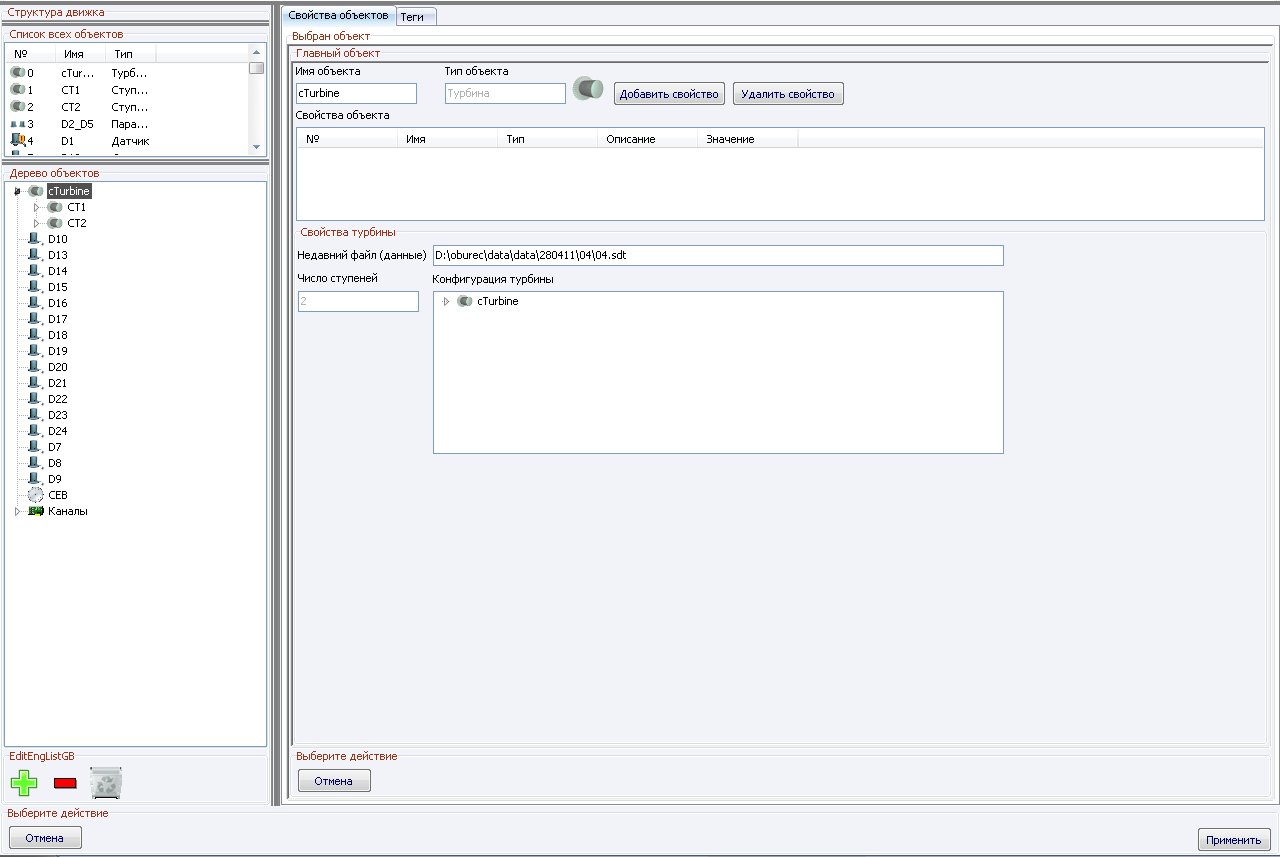 Структура движка
Список всех объектов
№ Имя Тип
0 cTur... Турб...
1 CT1 Ступ...
2 CT2 Ступ...
3 D2_D5 Пара...
4 D1 Датчик
Дерево объектов
cTurbine
CT1
CT2
D10
D13
D14
D15
D16
D17
D18
D19
D20
D21
D22
D23
D24
D7
D8
D9
СЕВ
Каналы
EditEngListGB
Выберите действие
Отмена
Свойства объектов Теги
Выбран объект
Главный объект
Имя объекта Тип объекта
cTurbine Турбина Добавить свойство Удалить свойство
Свойства объекта
№ Имя Тип Описание Значение
Свойства турбины
Недавний файл (данные) D:\oburec\data\data\280411\04\04.sdt
Число ступеней Конфигурация турбины
2 cTurbine
Выберите действие
Отмена
Применить